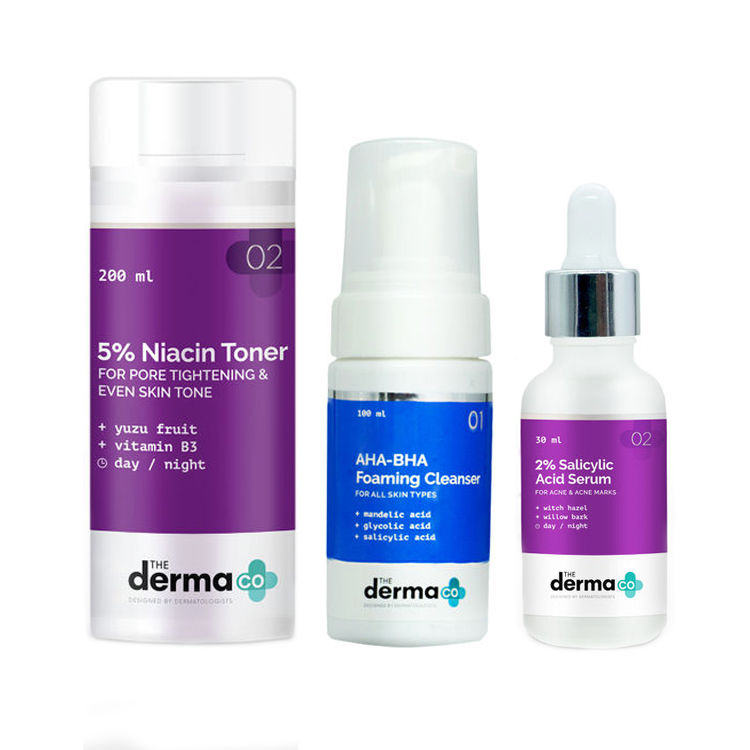 200 ml
02
5% Niacin Toner
FOR PORE TIGHTENING &
EVEN SKIN TONE
+ yuzu fruit
+ vitamin B3
day / night
THE
derma co
DESIGNED BY DERMATOLOGISTS
100 ml
01
AHA-BHA
Foaming Cleanser
FOR ALL SKIN TYPES
+ mandelic acid
+ glycolic acid
+ salicylic acid
THE
derma co
DESIGNED BY DERMATOLOGISTS
30 ml
02
2% Salicylic
Acid Serum
FOR ACNE & ACNE MARKS
+ witch hazel
+ willow bark
day / night
THE
derma co
DESIGNED BY DERMATOLOGISTS